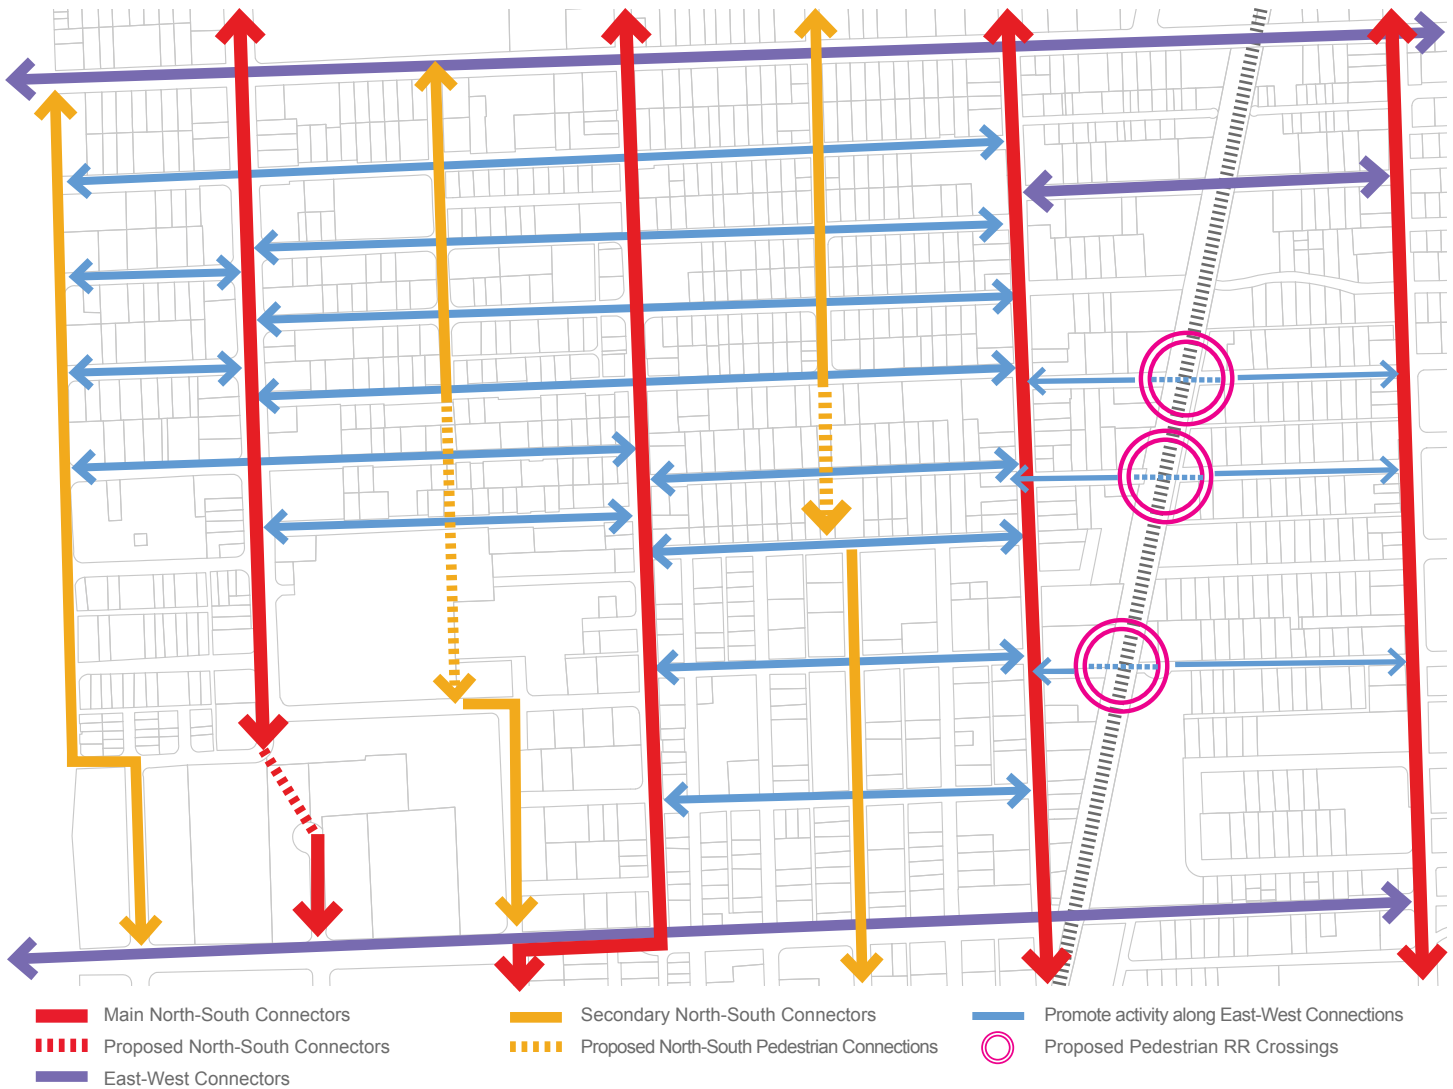 Main North-South Connectors
Proposed North-South Connectors
East-West Connectors
Secondary North-South Connectors
Proposed North-South Pedestrian Connections
Promote activity along East-West Connections
Proposed Pedestrian RR Crossings